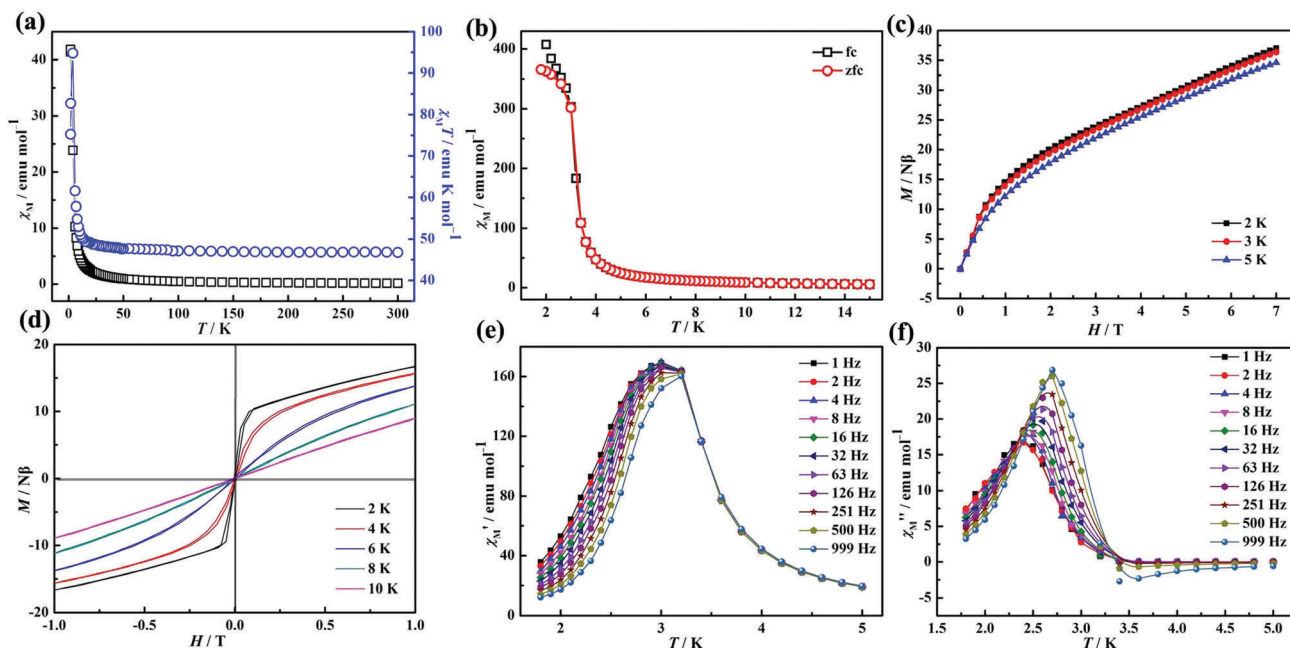 (a)
χM / emu mol−1
40
30
20
10
0
100
90
80
70
60
50
40
χMT / emu K mol−1
0 50 100 150 200 250 300
T / K
(b)
χM / emu mol−1
400
300
200
100
0
fc
zfc
2 4 6 8 10 12 14
T / K
(c)
M / Nβ
40
35
30
25
20
15
10
5
0
-5
2 K
3 K
5 K
0 1 2 3 4 5 6 7
H / T
(d)
M / Nβ
20
10
0
-10
-20
2 K
4 K
6 K
8 K
10 K
-1.0 -0.5 0.0 0.5 1.0
H / T
(e)
χM' / emu mol−1
160
120
80
40
0
1 Hz
2 Hz
4 Hz
8 Hz
16 Hz
32 Hz
63 Hz
126 Hz
251 Hz
500 Hz
999 Hz
2 3 4 5
T / K
(f)
χM'' / emu mol−1
30
25
20
15
10
5
0
-5
1 Hz
2 Hz
4 Hz
8 Hz
16 Hz
32 Hz
63 Hz
126 Hz
251 Hz
500 Hz
999 Hz
1.5 2.0 2.5 3.0 3.5 4.0 4.5 5.0
T / K